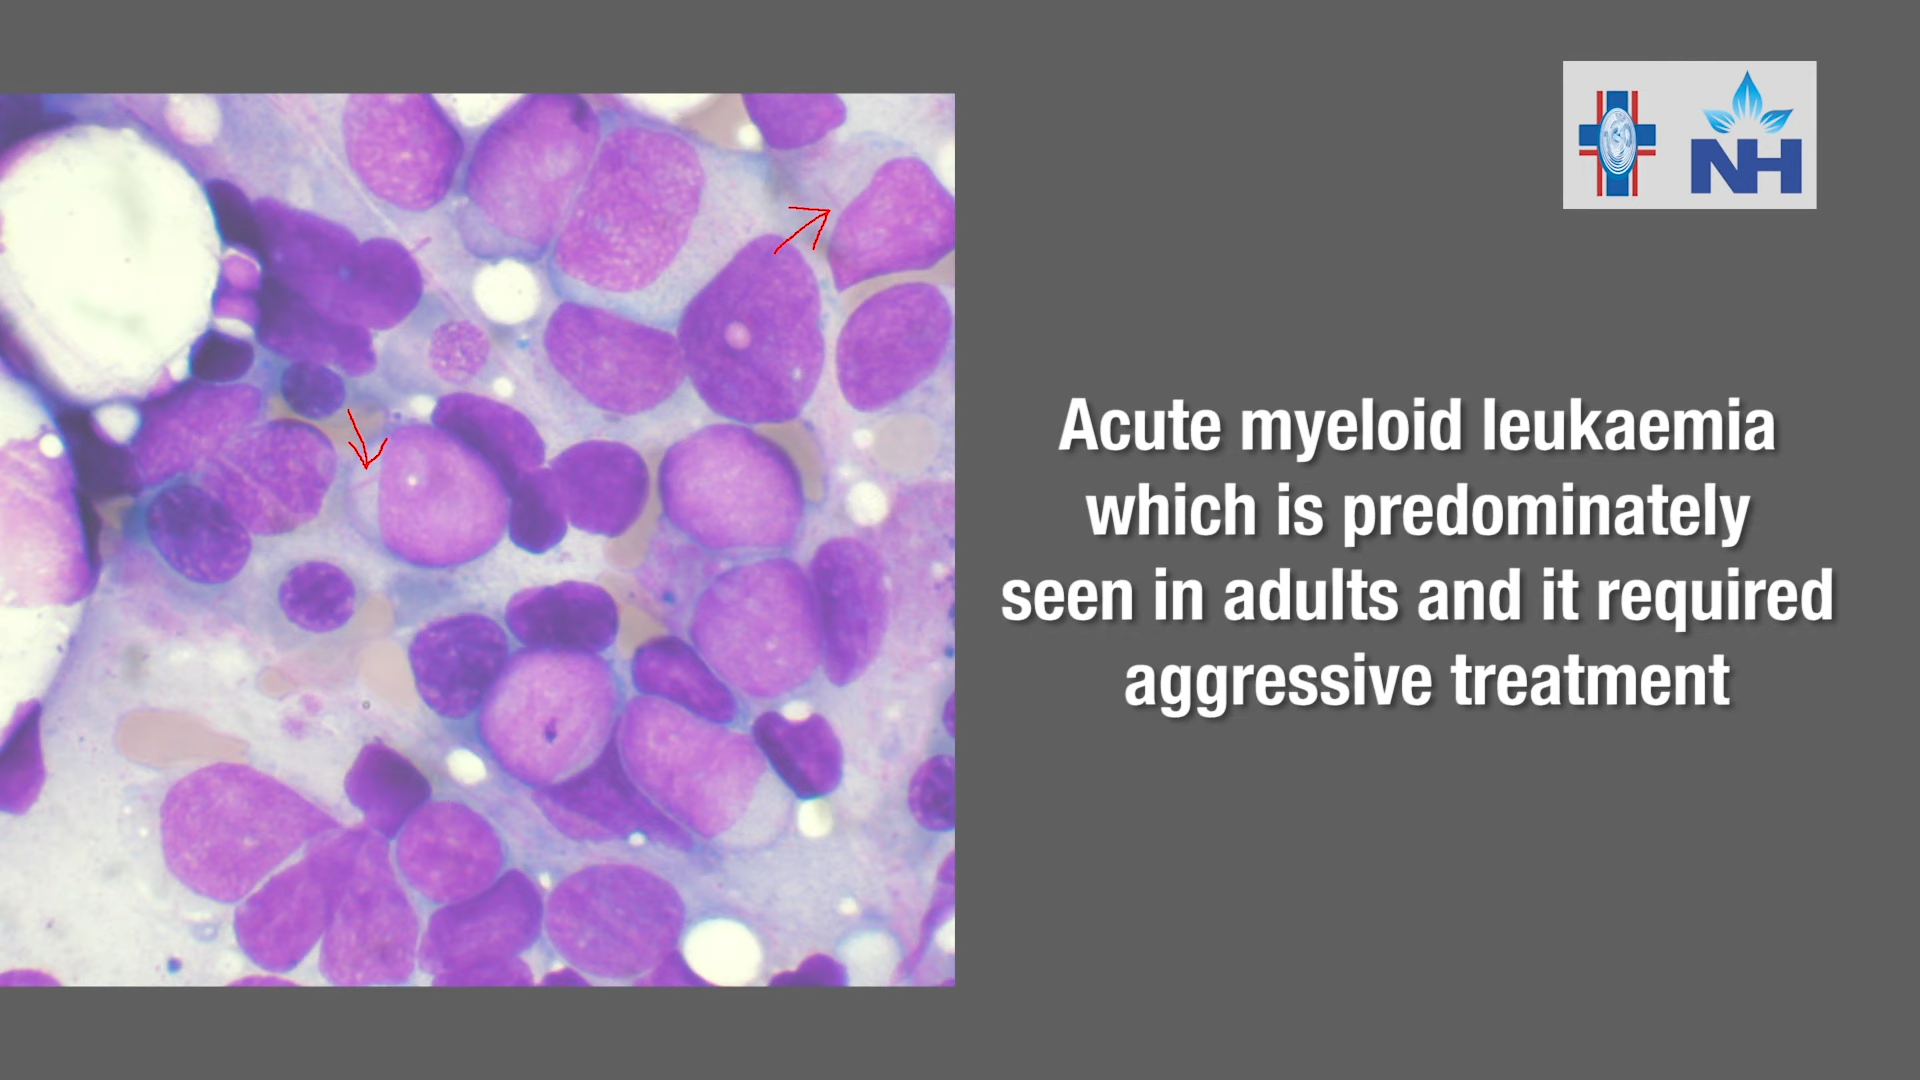 NH
Acute myeloid leukaemia
which is predominately
seen in adults and it required
aggressive treatment